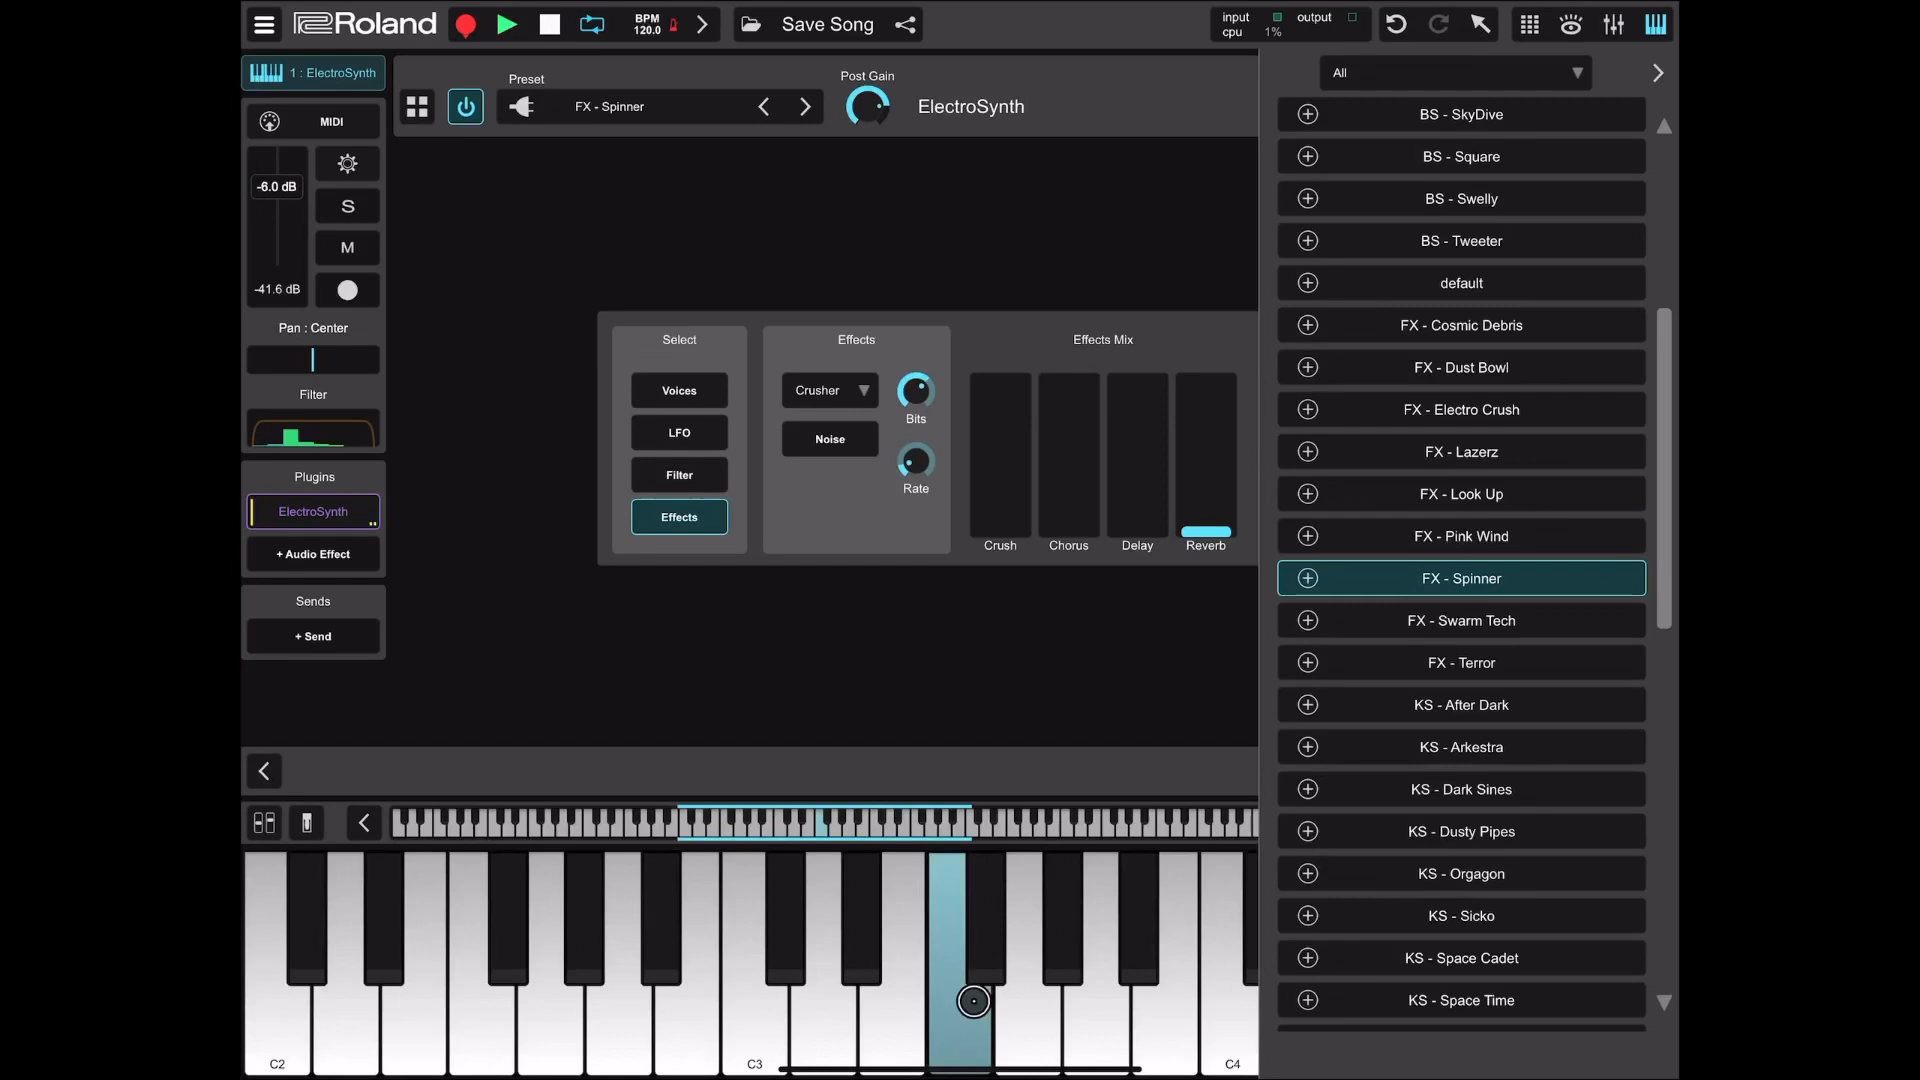 Roland
BPM
120.0
Save Song
input
output
cpu
1%
1 : ElectroSynth
Preset
FX - Spinner
Post Gain
ElectroSynth
All
MIDI
-6.0 dB
S
M
-41.6 dB
Pan : Center
Filter
Plugins
ElectroSynth
+ Audio Effect
Sends
+ Send
Select
Voices
LFO
Filter
Effects
Effects
Crusher
Noise
Bits
Rate
Effects Mix
Crush
Chorus
Delay
Reverb
BS - SkyDive
BS - Square
BS - Swelly
BS - Tweeter
default
FX - Cosmic Debris
FX - Dust Bowl
FX - Electro Crush
FX - Lazerz
FX - Look Up
FX - Pink Wind
FX - Spinner
FX - Swarm Tech
FX - Terror
KS - After Dark
KS - Arkestra
KS - Dark Sines
KS - Dusty Pipes
KS - Orgagon
KS - Sicko
KS - Space Cadet
KS - Space Time
C2
C3
C4